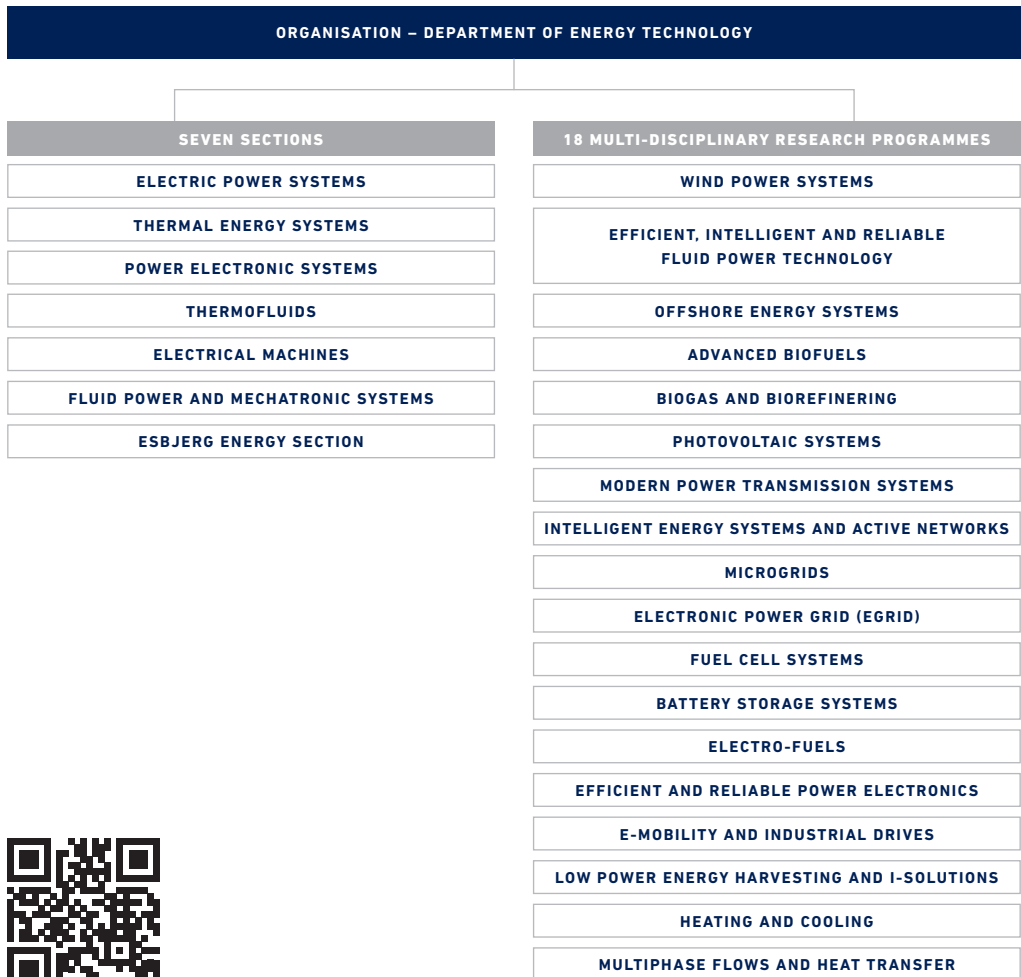 ORGANISATION – DEPARTMENT OF ENERGY TECHNOLOGY
SEVEN SECTIONS
ELECTRIC POWER SYSTEMS
THERMAL ENERGY SYSTEMS
POWER ELECTRONIC SYSTEMS
THERMOFLUIDS
ELECTRICAL MACHINES
FLUID POWER AND MECHATRONIC SYSTEMS
ESBJERG ENERGY SECTION
18 MULTI-DISCIPLINARY RESEARCH PROGRAMMES
WIND POWER SYSTEMS
EFFICIENT, INTELLIGENT AND RELIABLE
FLUID POWER TECHNOLOGY
OFFSHORE ENERGY SYSTEMS
ADVANCED BIOFUELS
BIOGAS AND BIOREFINERING
PHOTOVOLTAIC SYSTEMS
MODERN POWER TRANSMISSION SYSTEMS
INTELLIGENT ENERGY SYSTEMS AND ACTIVE NETWORKS
MICROGRIDS
ELECTRONIC POWER GRID (EGRID)
FUEL CELL SYSTEMS
BATTERY STORAGE SYSTEMS
ELECTRO-FUELS
EFFICIENT AND RELIABLE POWER ELECTRONICS
E-MOBILITY AND INDUSTRIAL DRIVES
LOW POWER ENERGY HARVESTING AND I-SOLUTIONS
HEATING AND COOLING
MULTIPHASE FLOWS AND HEAT TRANSFER